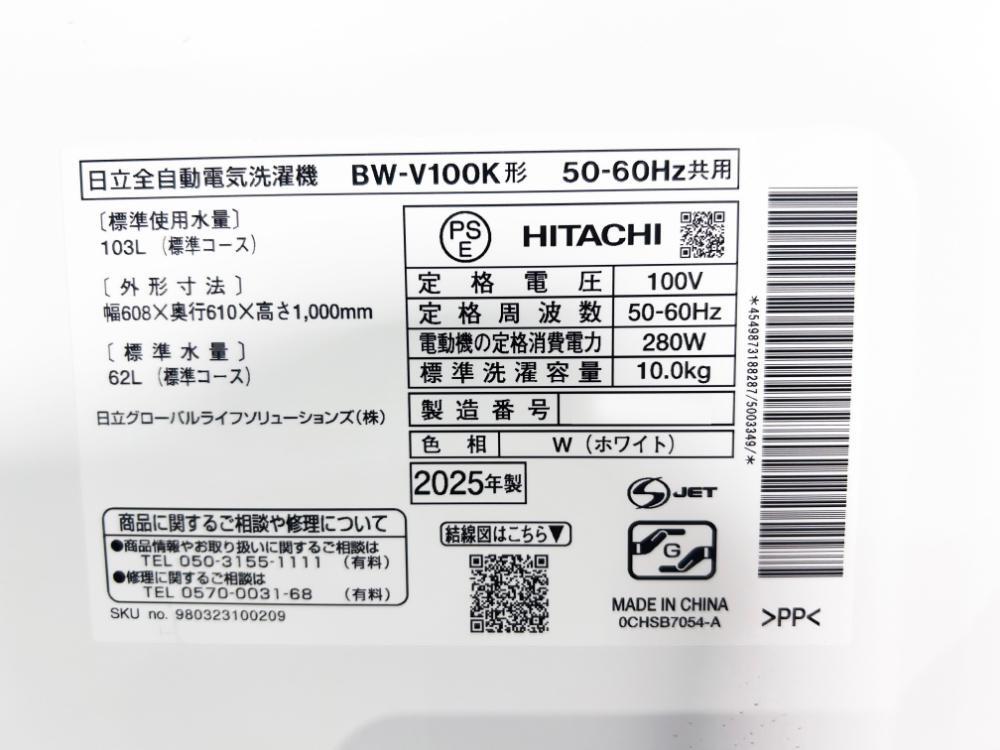 日立全自動電気洗濯機 BW-V100K形 50-60Hz共用
〔標準使用水量〕
103L（標準コース）
〔外形寸法〕
幅608×奥行610×高さ1,000mm
〔標準水量〕
62L（標準コース）
日立グローバルライフソリューションズ（株）
PS
E
HITACHI
定格電圧 100V
定格周波数 50-60Hz
電動機の定格消費電力 280W
標準洗濯容量 10.0kg
製造番号
色相 W（ホワイト）
2025年製
S JET
商品に関するご相談や修理について
●商品情報やお取り扱いに関するご相談は
TEL 050-3155-1111（有料）
●修理に関するご相談は
TEL 0570-0031-68（有料）
SKU no. 980323100209
結線図はこちら▼
G
MADE IN CHINA
0CHSB7054-A
*4549873188287/5003349/*
>PP<